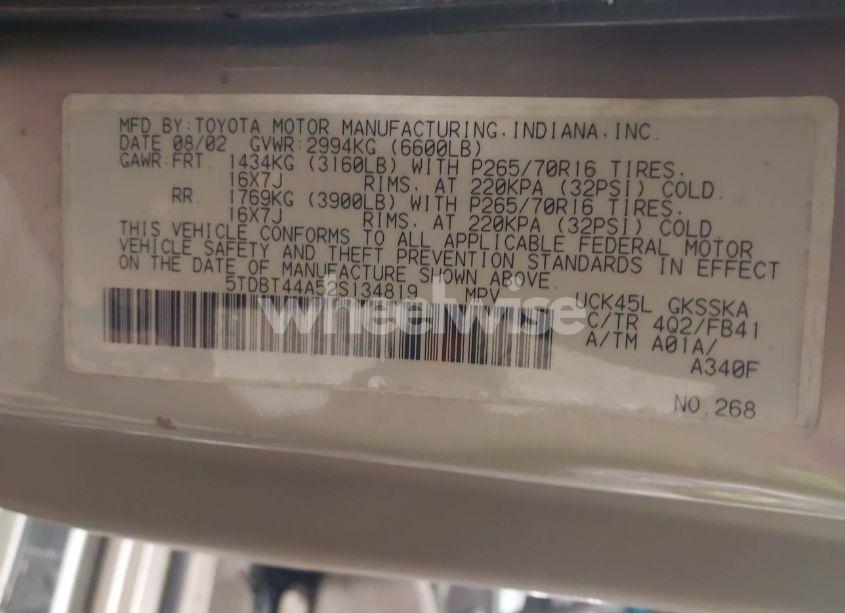 MFD BY:TOYOTA MOTOR MANUFACTURING,INDIANA,INC.
DATE 08/02 GVWR:2994KG (6600LB)
GAWR:FRT. 1434KG (3160LB) WITH P265/70R16 TIRES.
16X7J RIMS. AT 220KPA (32PSI) COLD.
RR. 1769KG (3900LB) WITH P265/70R16 TIRES.
16X7J RIMS. AT 220KPA (32PSI) COLD.
THIS VEHICLE CONFORMS TO ALL APPLICABLE FEDERAL MOTOR
VEHICLE SAFETY AND THEFT PREVENTION STANDARDS IN EFFECT
ON THE DATE OF MANUFACTURE SHOWN ABOVE.
5TDBT44A52S134819 MPV UCK45L GKSSKA
C/TR 4Q2/FB41
A/TM A01A/
A340F
NO.268
wheelwise